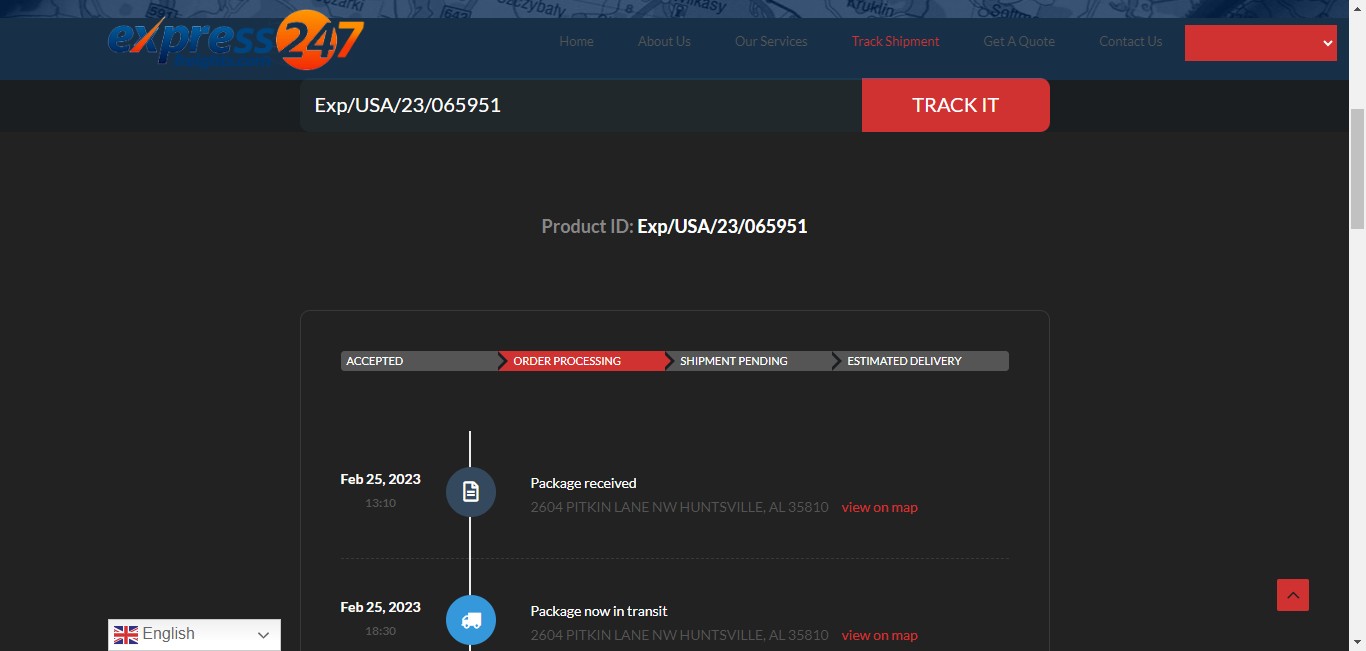 Kruklin
642
express247
Home About Us Our Services Track Shipment Get A Quote Contact Us
Exp/USA/23/065951 TRACK IT
Product ID: Exp/USA/23/065951
ACCEPTED ORDER PROCESSING SHIPMENT PENDING ESTIMATED DELIVERY
Feb 25, 2023 Package received
13:10 2604 PITKIN LANE NW HUNTSVILLE, AL 35810 view on map
Feb 25, 2023 Package now in transit
18:30 2604 PITKIN LANE NW HUNTSVILLE, AL 35810 view on map
English